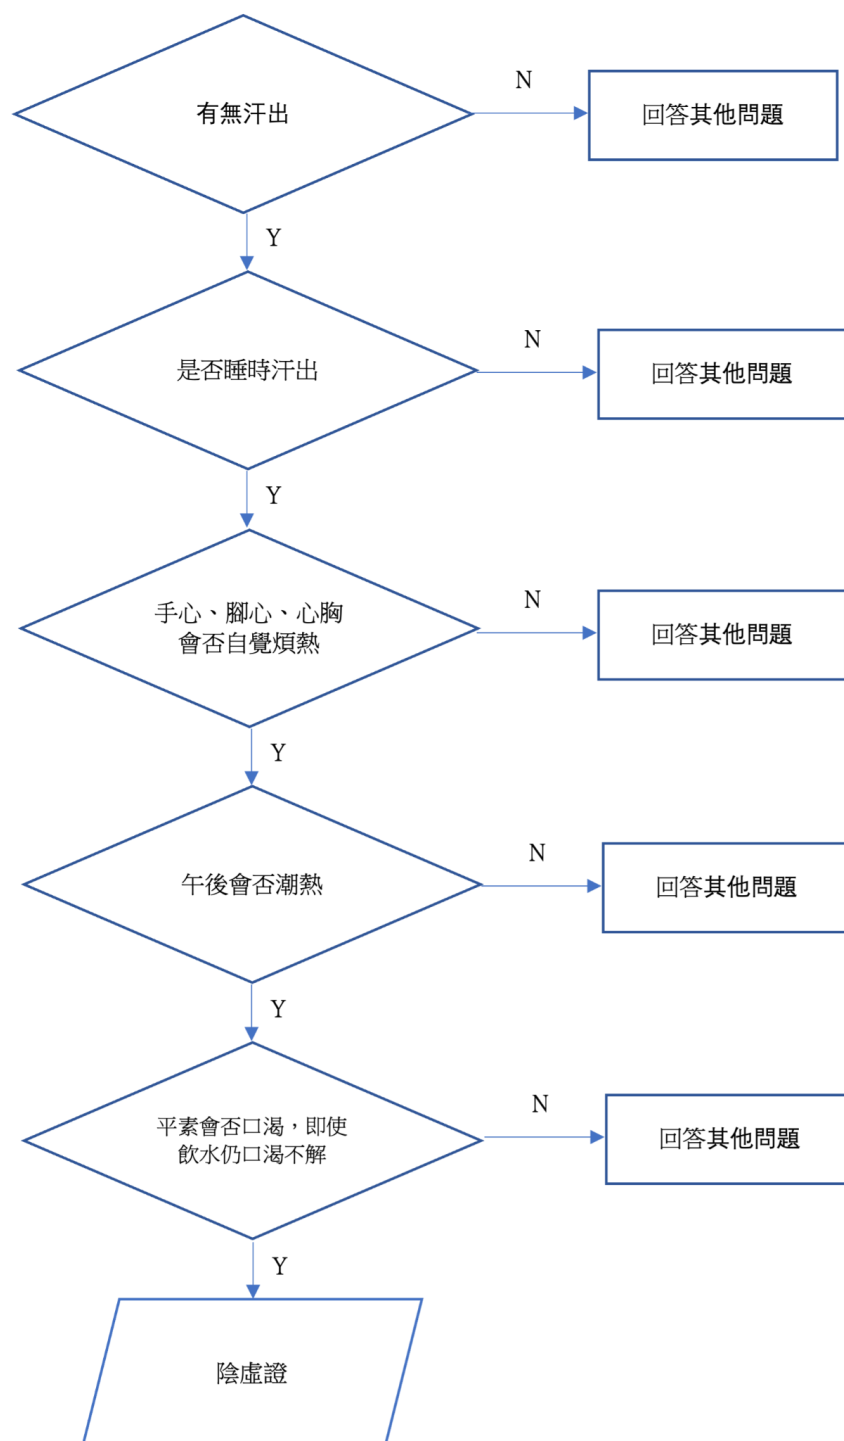 有無汗出
N
回答其他問題
Y
是否睡時汗出
N
回答其他問題
Y
手心、腳心、心胸
會否自覺煩熱
N
回答其他問題
Y
午後會否潮熱
N
回答其他問題
Y
平素會否口渴，即使
飲水仍口渴不解
N
回答其他問題
Y
陰虛證